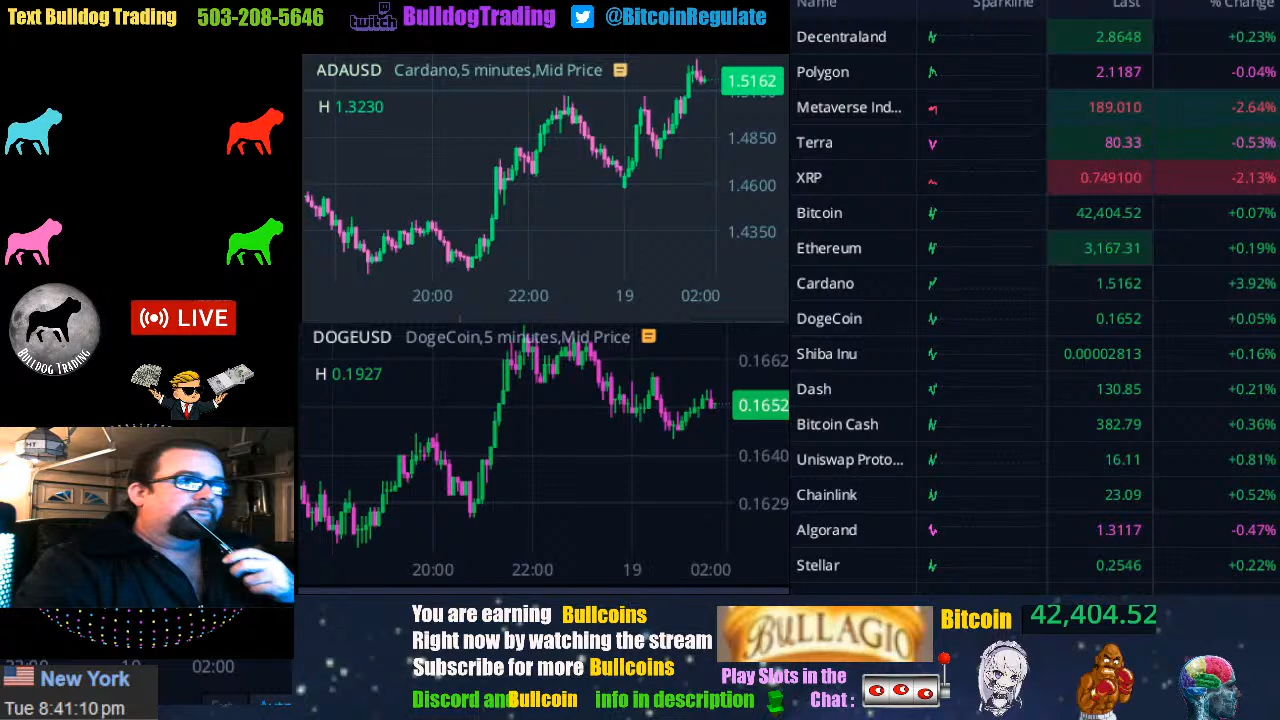 Text Bulldog Trading 503-208-5646 twitch BulldogTrading @BitcoinRegulate
Name Sparkline Last % Change
Decentraland 2.8648 +0.23%
Polygon 2.1187 -0.04%
Metaverse Ind... 189.010 -2.64%
Terra 80.33 -0.53%
XRP 0.749100 -2.13%
Bitcoin 42,404.52 +0.07%
Ethereum 3,167.31 +0.19%
Cardano 1.5162 +3.92%
DogeCoin 0.1652 +0.05%
Shiba Inu 0.00002813 +0.16%
Dash 130.85 +0.21%
Bitcoin Cash 382.79 +0.36%
Uniswap Proto... 16.11 +0.81%
Chainlink 23.09 +0.52%
Algorand 1.3117 -0.47%
Stellar 0.2546 +0.22%
ADAUSD Cardano,5 minutes,Mid Price
H 1.3230
1.5162
1.4850
1.4600
1.4350
20:00 22:00 19 02:00
DOGEUSD DogeCoin,5 minutes,Mid Price
H 0.1927
0.1662
0.1652
0.1640
0.1629
20:00 22:00 19 02:00
BULLDOG TRADING
LIVE
HT
02:00
New York
Tue 8:41:10 pm
You are earning Bullcoins
Right now by watching the stream
Subscribe for more Bullcoins
Discord and Bullcoin info in description
BULLAGIO
Play Slots in the
Chat :
Bitcoin 42,404.52